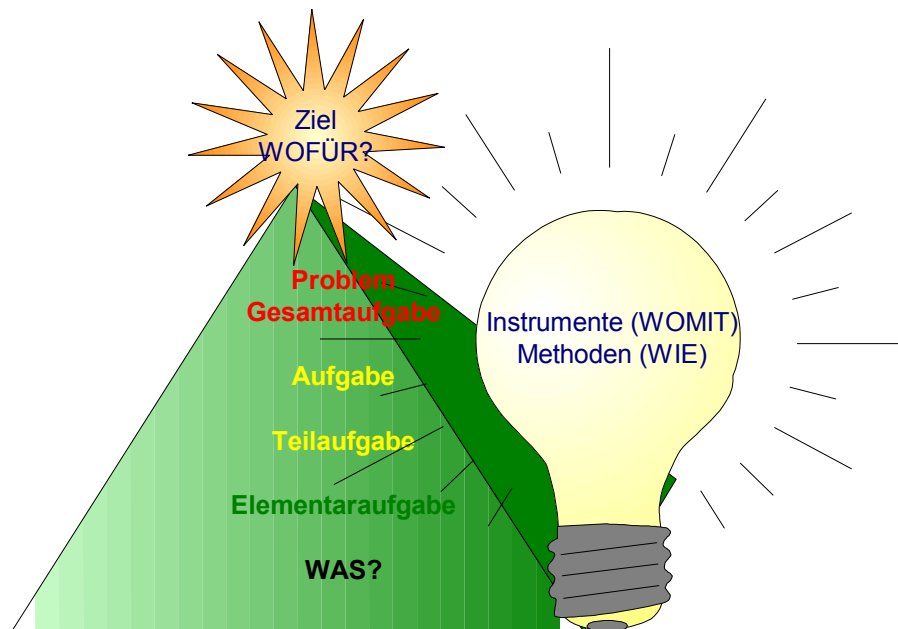 Ziel
WOFÜR?
Problem
Gesamtaufgabe
Instrumente (WOMIT)
Methoden (WIE)
Aufgabe
Teilaufgabe
Elementaraufgabe
WAS?